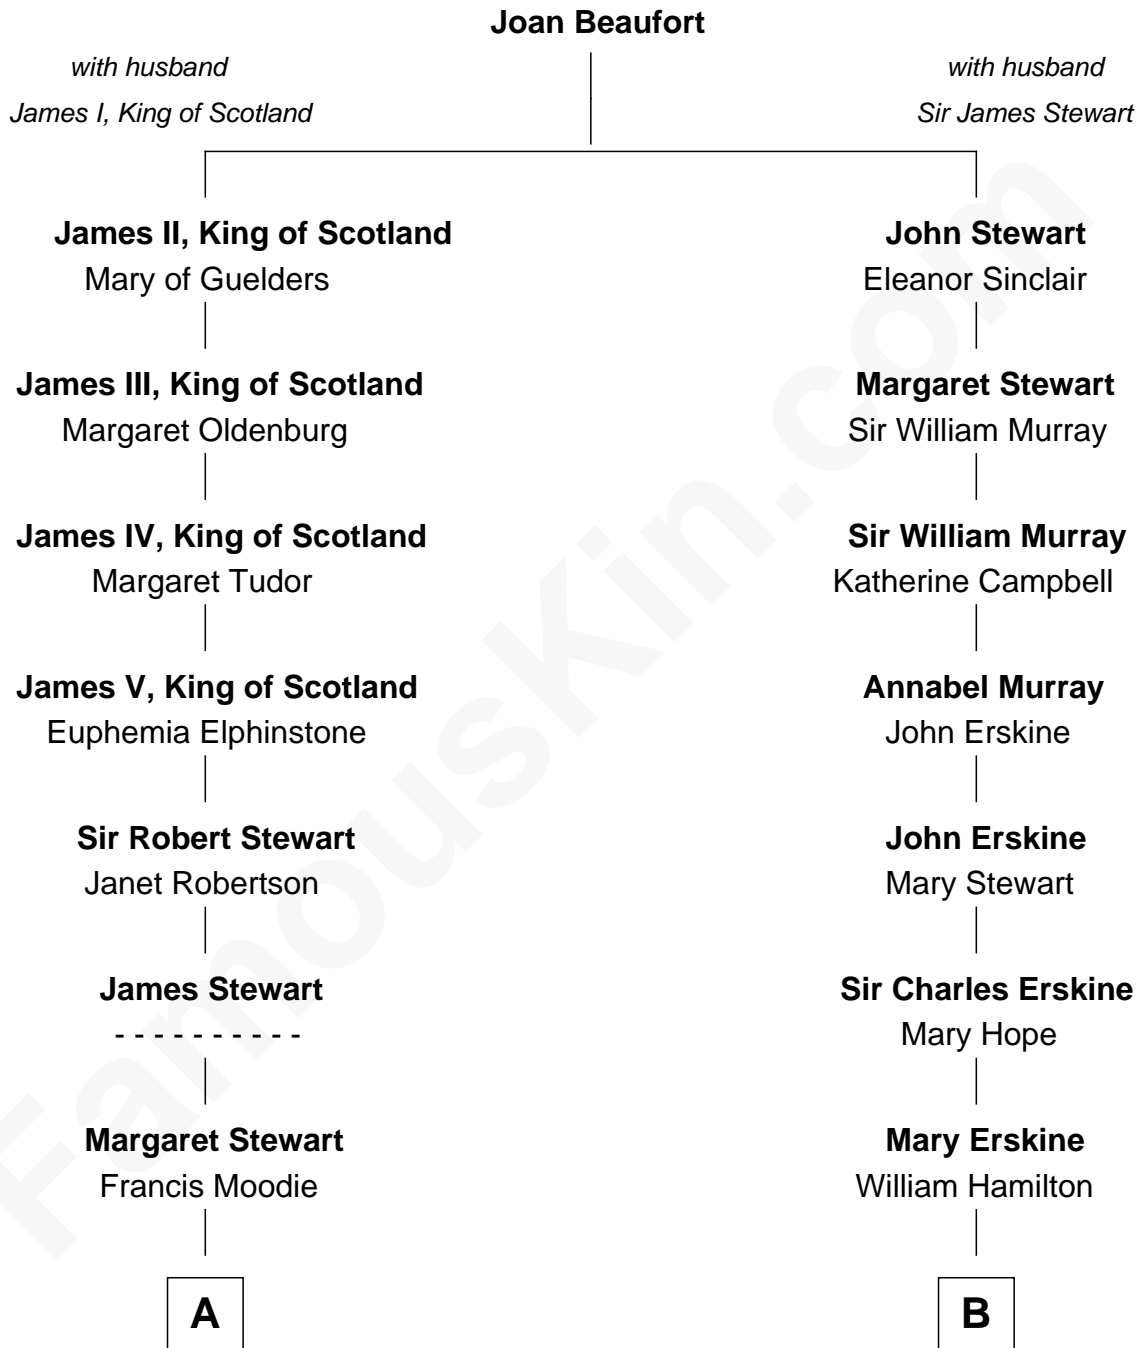 Joan Beaufort
with husband
James I, King of Scotland
with husband
Sir James Stewart
James II, King of Scotland
Mary of Guelders
John Stewart
Eleanor Sinclair
James III, King of Scotland
Margaret Oldenburg
Margaret Stewart
Sir William Murray
James IV, King of Scotland
Margaret Tudor
Sir William Murray
Katherine Campbell
James V, King of Scotland
Euphemia Elphinstone
Annabel Murray
John Erskine
Sir Robert Stewart
Janet Robertson
John Erskine
Mary Stewart
James Stewart
- - - - - - - - - -
Sir Charles Erskine
Mary Hope
Margaret Stewart
Francis Moodie
Mary Erskine
William Hamilton
A
B
FamousKin.com